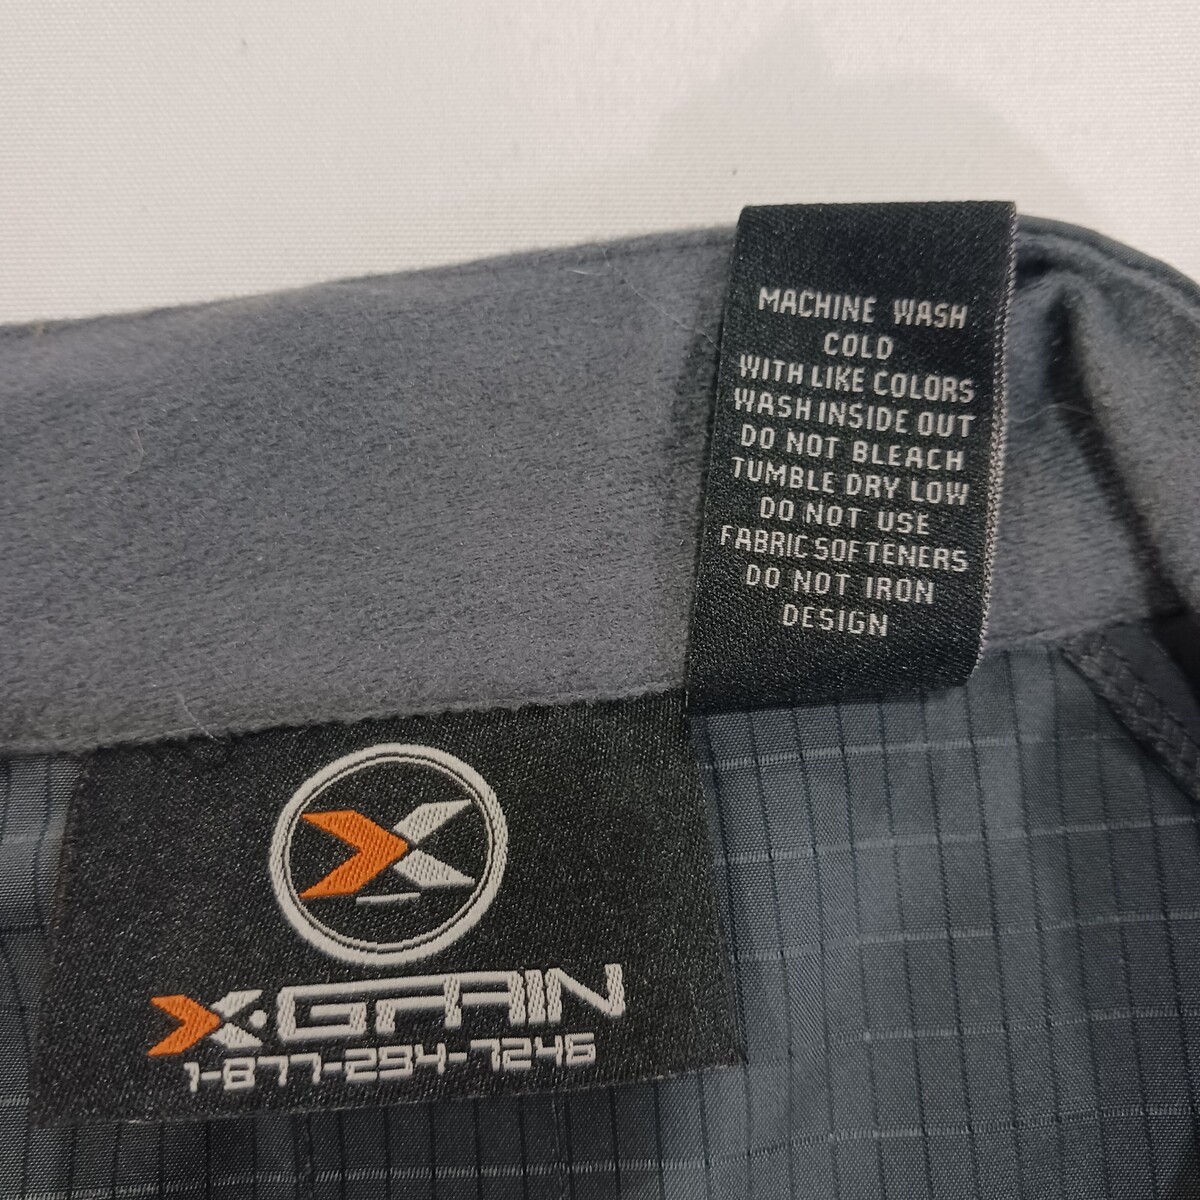 MACHINE WASH
COLD
WITH LIKE COLORS
WASH INSIDE OUT
DO NOT BLEACH
TUMBLE DRY LOW
DO NOT USE
FABRIC SOFTENERS
DO NOT IRON
DESIGN
X-GAIN
1-877-294-7246